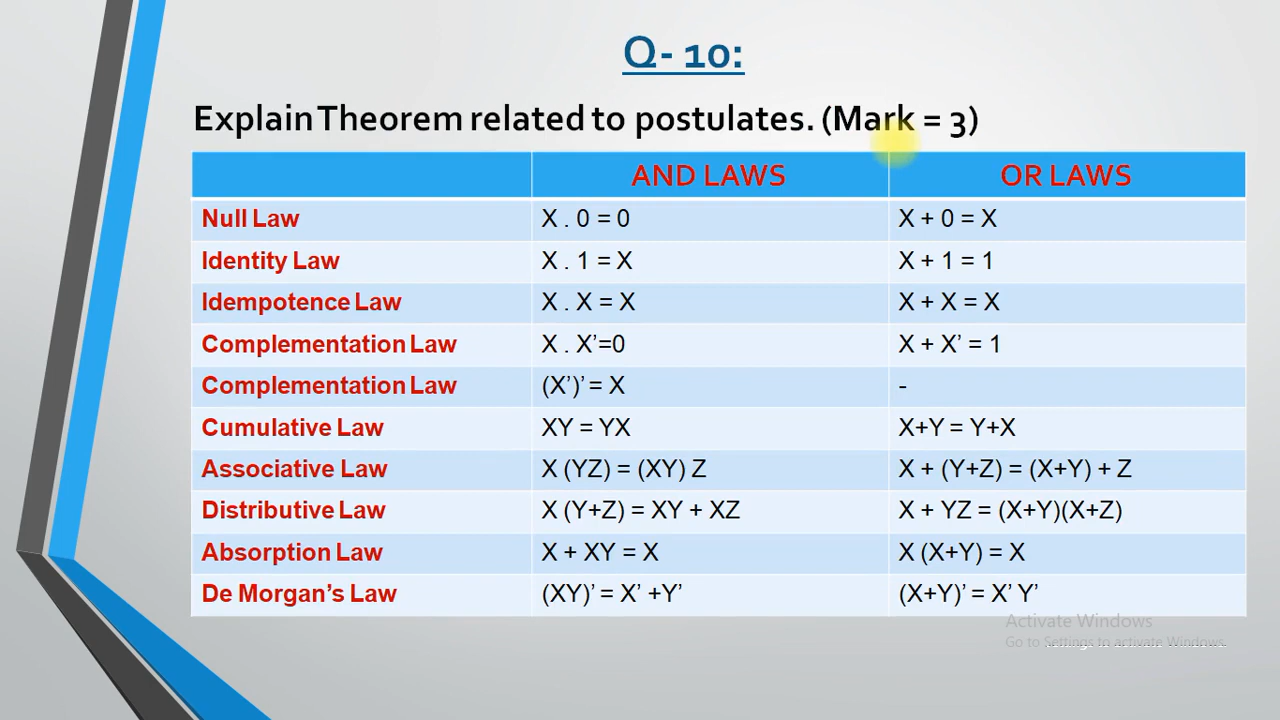 Q- 10:
Explain Theorem related to postulates. (Mark = 3)
AND LAWS OR LAWS
Null Law X . 0 = 0 X + 0 = X
Identity Law X . 1 = X X + 1 = 1
Idempotence Law X . X = X X + X = X
Complementation Law X . X’=0 X + X’ = 1
Complementation Law (X’)’ = X -
Cumulative Law XY = YX X+Y = Y+X
Associative Law X (YZ) = (XY) Z X + (Y+Z) = (X+Y) + Z
Distributive Law X (Y+Z) = XY + XZ X + YZ = (X+Y)(X+Z)
Absorption Law X + XY = X X (X+Y) = X
De Morgan’s Law (XY)’ = X’ +Y’ (X+Y)’ = X’ Y’
Activate Windows
Go to Settings to activate Windows.